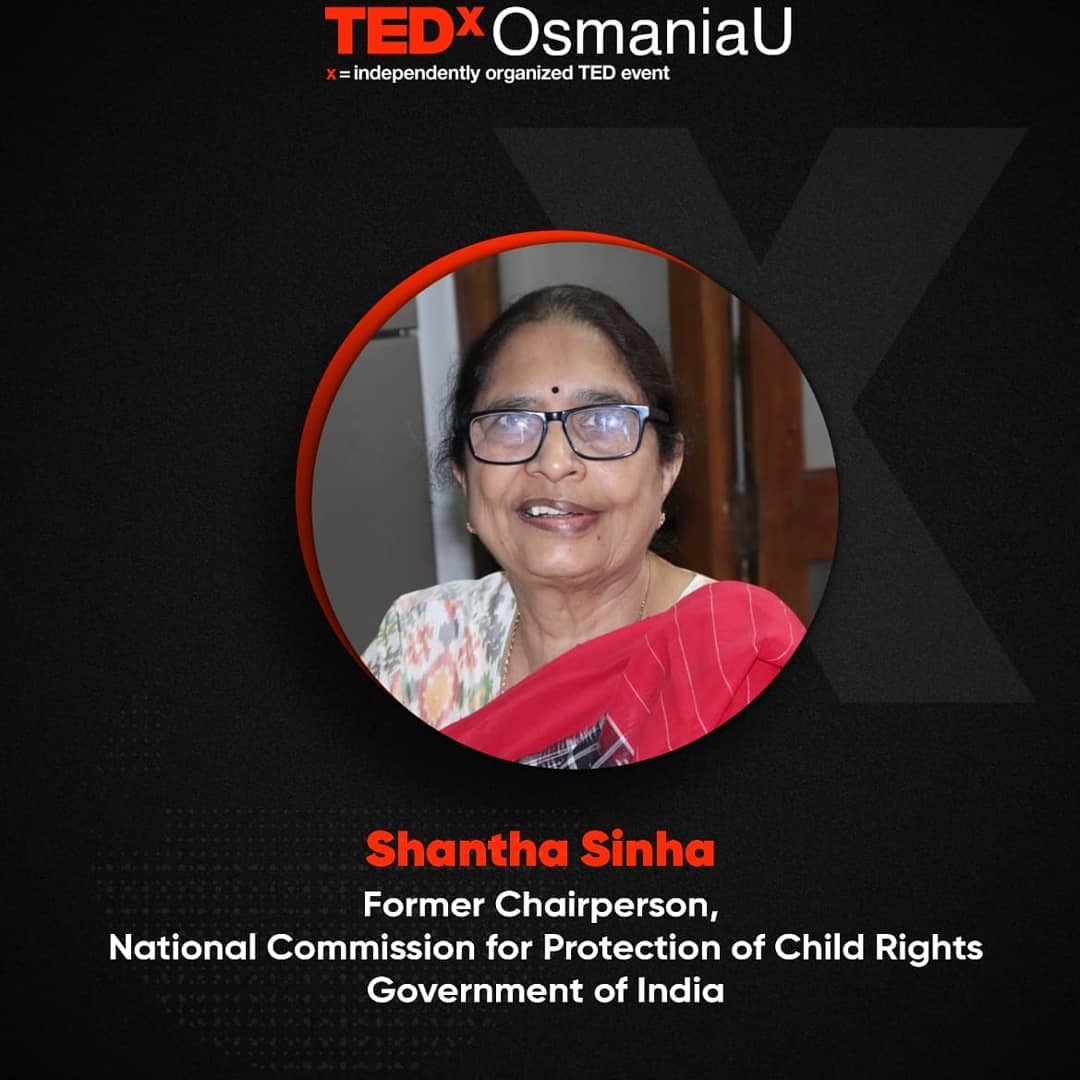 TEDx OsmaniaU
x = independently organized TED event
Shantha Sinha
Former Chairperson,
National Commission for Protection of Child Rights
Government of India